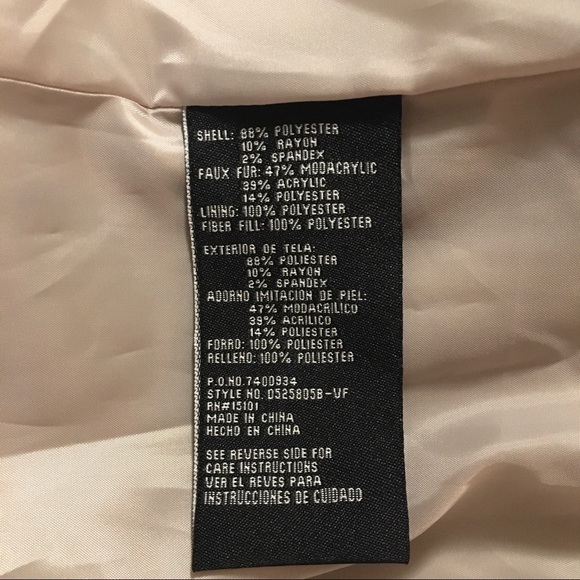 SHELL: 88% POLYESTER
10% RAYON
2% SPANDEX
FAUX FUR: 47% MODACRYLIC
39% ACRYLIC
14% POLYESTER
LINING: 100% POLYESTER
FIBER FILL: 100% POLYESTER
EXTERIOR DE TELA:
88% POLIESTER
10% RAYON
2% SPANDEX
ADORNO IMITACION DE PIEL:
47% MODACRILICO
39% ACRILICO
14% POLIESTER
FORRO: 100% POLIESTER
RELLENO: 100% POLIESTER
P.O.NO.7400934
STYLE NO. D525805B-VF
RN#15101
MADE IN CHINA
HECHO EN CHINA
SEE REVERSE SIDE FOR
CARE INSTRUCTIONS
VER EL REVES PARA
INSTRUCCIONES DE CUIDADO